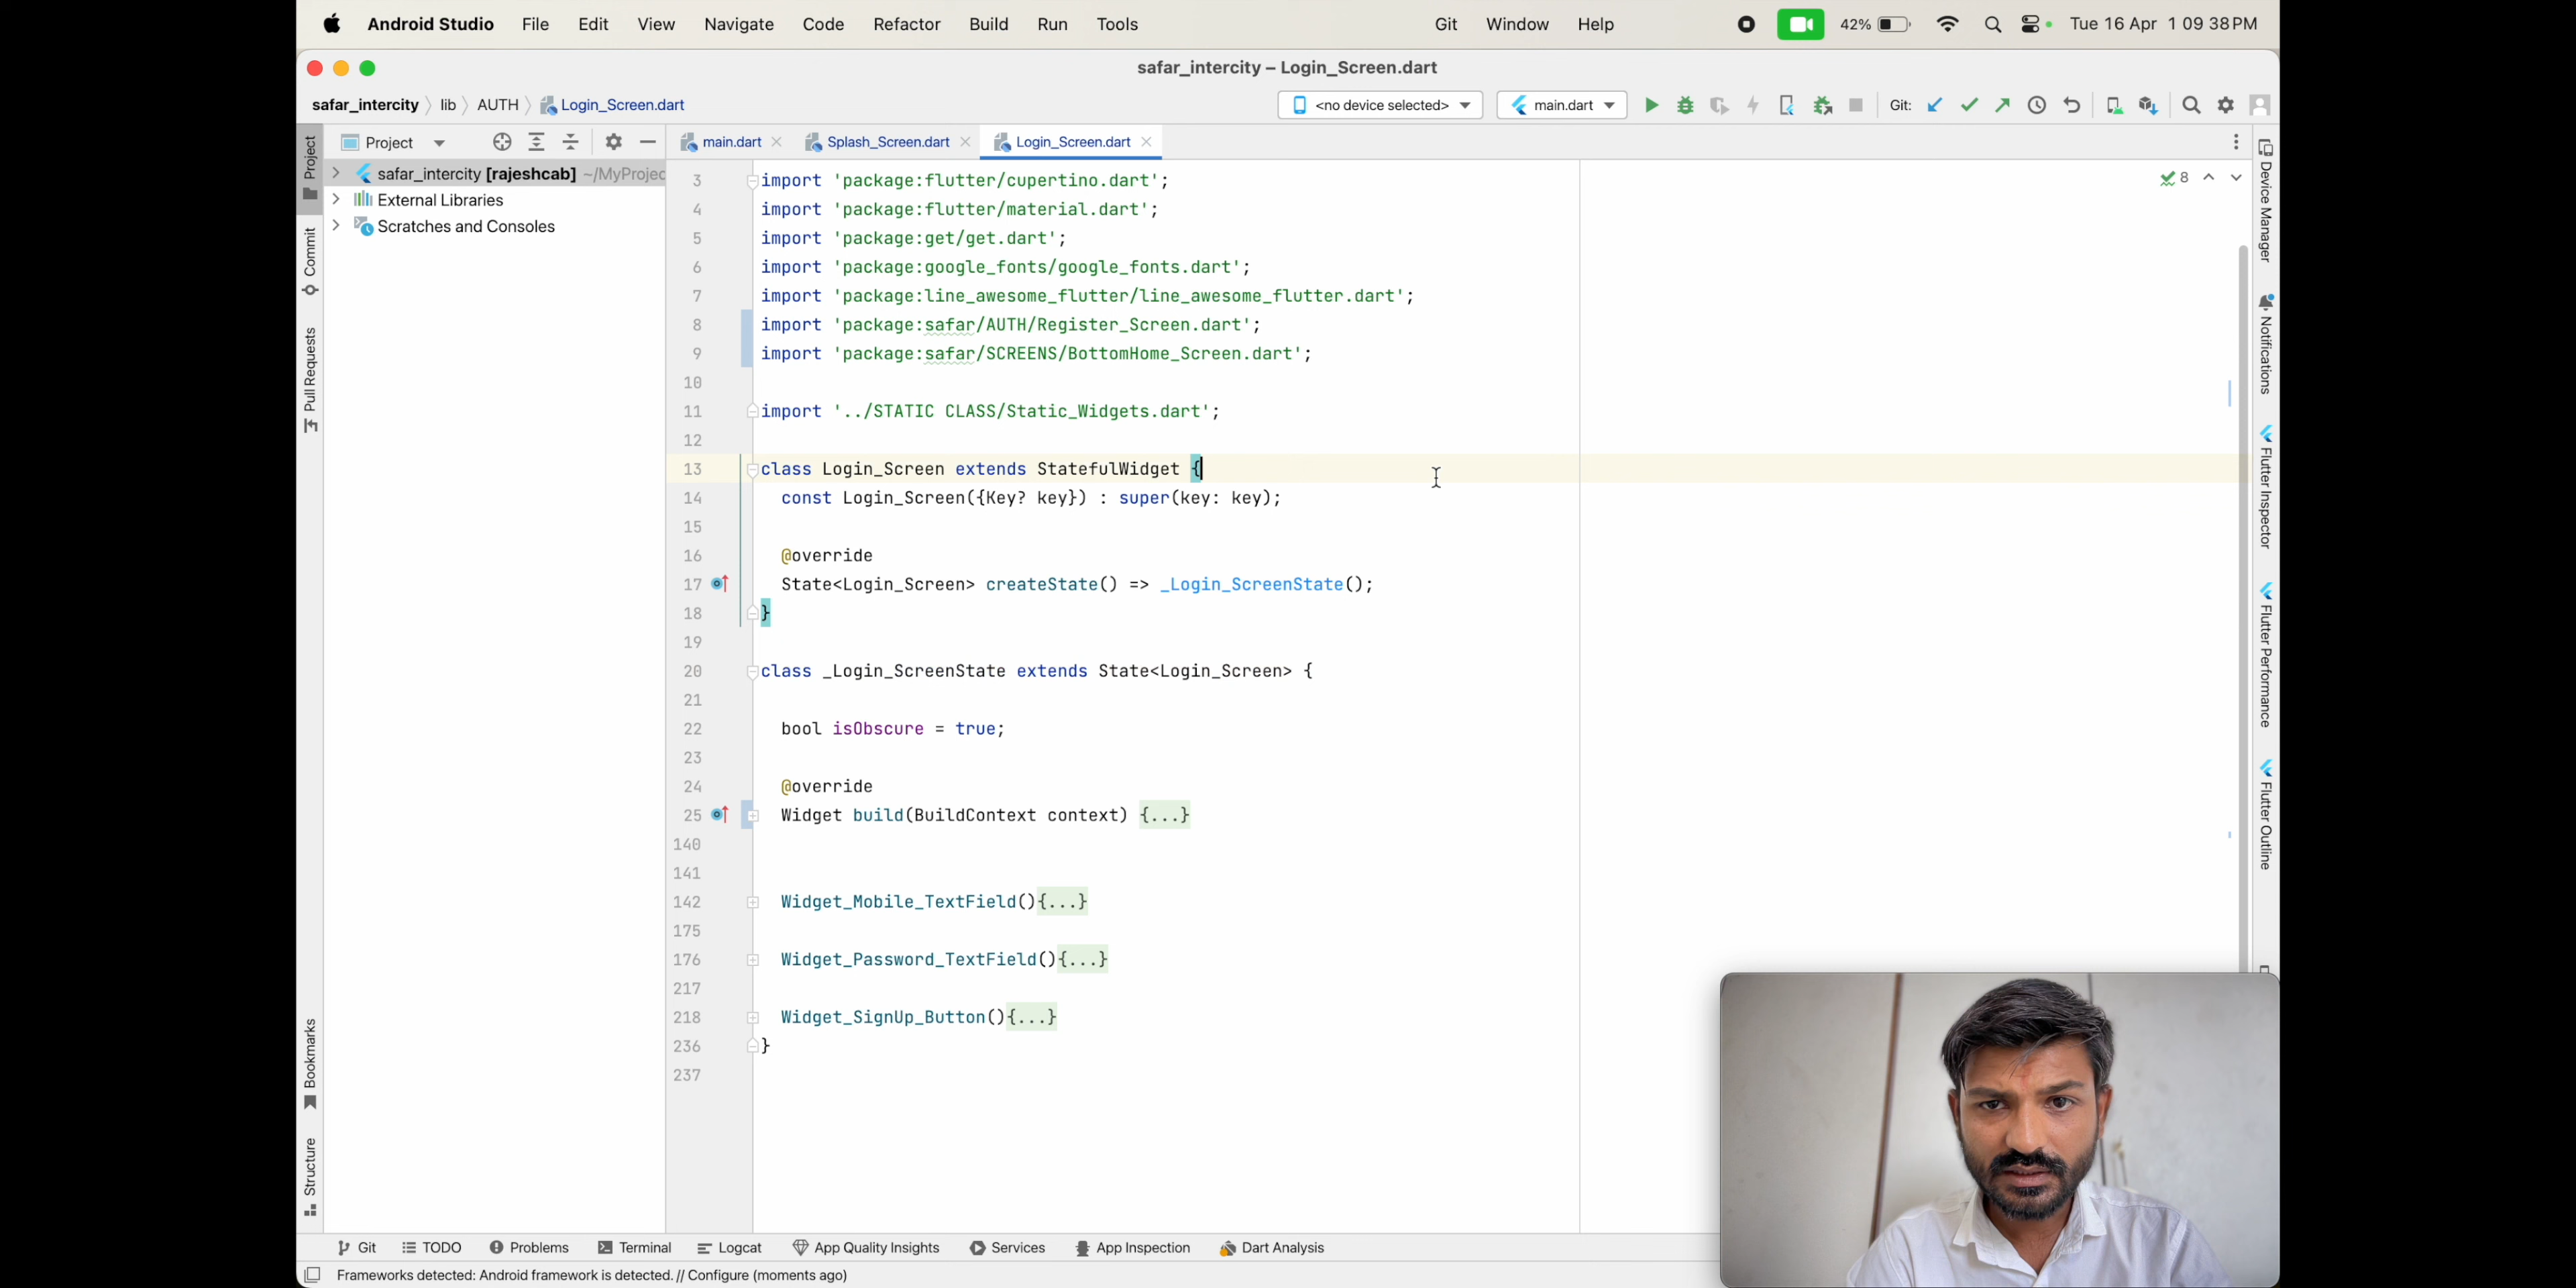 Android Studio File Edit View Navigate Code Refactor Build Run Tools Git Window Help 42% Tue 16 Apr 1 09 38 PM
safar_intercity – Login_Screen.dart
safar_intercity lib AUTH Login_Screen.dart <no device selected> main.dart Git:
Project main.dart Splash_Screen.dart Login_Screen.dart
safar_intercity [rajeshcab] ~/MyProjec
External Libraries
Scratches and Consoles
Project
Commit
Pull Requests
Bookmarks
Structure
3 import 'package:flutter/cupertino.dart';
4 import 'package:flutter/material.dart';
5 import 'package:get/get.dart';
6 import 'package:google_fonts/google_fonts.dart';
7 import 'package:line_awesome_flutter/line_awesome_flutter.dart';
8 import 'package:safar/AUTH/Register_Screen.dart';
9 import 'package:safar/SCREENS/BottomHome_Screen.dart';
10
11 import '../STATIC CLASS/Static_Widgets.dart';
12
13 class Login_Screen extends StatefulWidget {
14 const Login_Screen({Key? key}) : super(key: key);
15
16 @override
17 State<Login_Screen> createState() => _Login_ScreenState();
18 }
19
20 class _Login_ScreenState extends State<Login_Screen> {
21
22 bool isObscure = true;
23
24 @override
25 Widget build(BuildContext context) {...}
140
141
142 Widget_Mobile_TextField(){...}
175
176 Widget_Password_TextField(){...}
217
218 Widget_SignUp_Button(){...}
236 }
237
8
Device Manager
Notifications
Flutter Inspector
Flutter Performance
Flutter Outline
Git TODO Problems Terminal Logcat App Quality Insights Services App Inspection Dart Analysis
Frameworks detected: Android framework is detected. // Configure (moments ago)